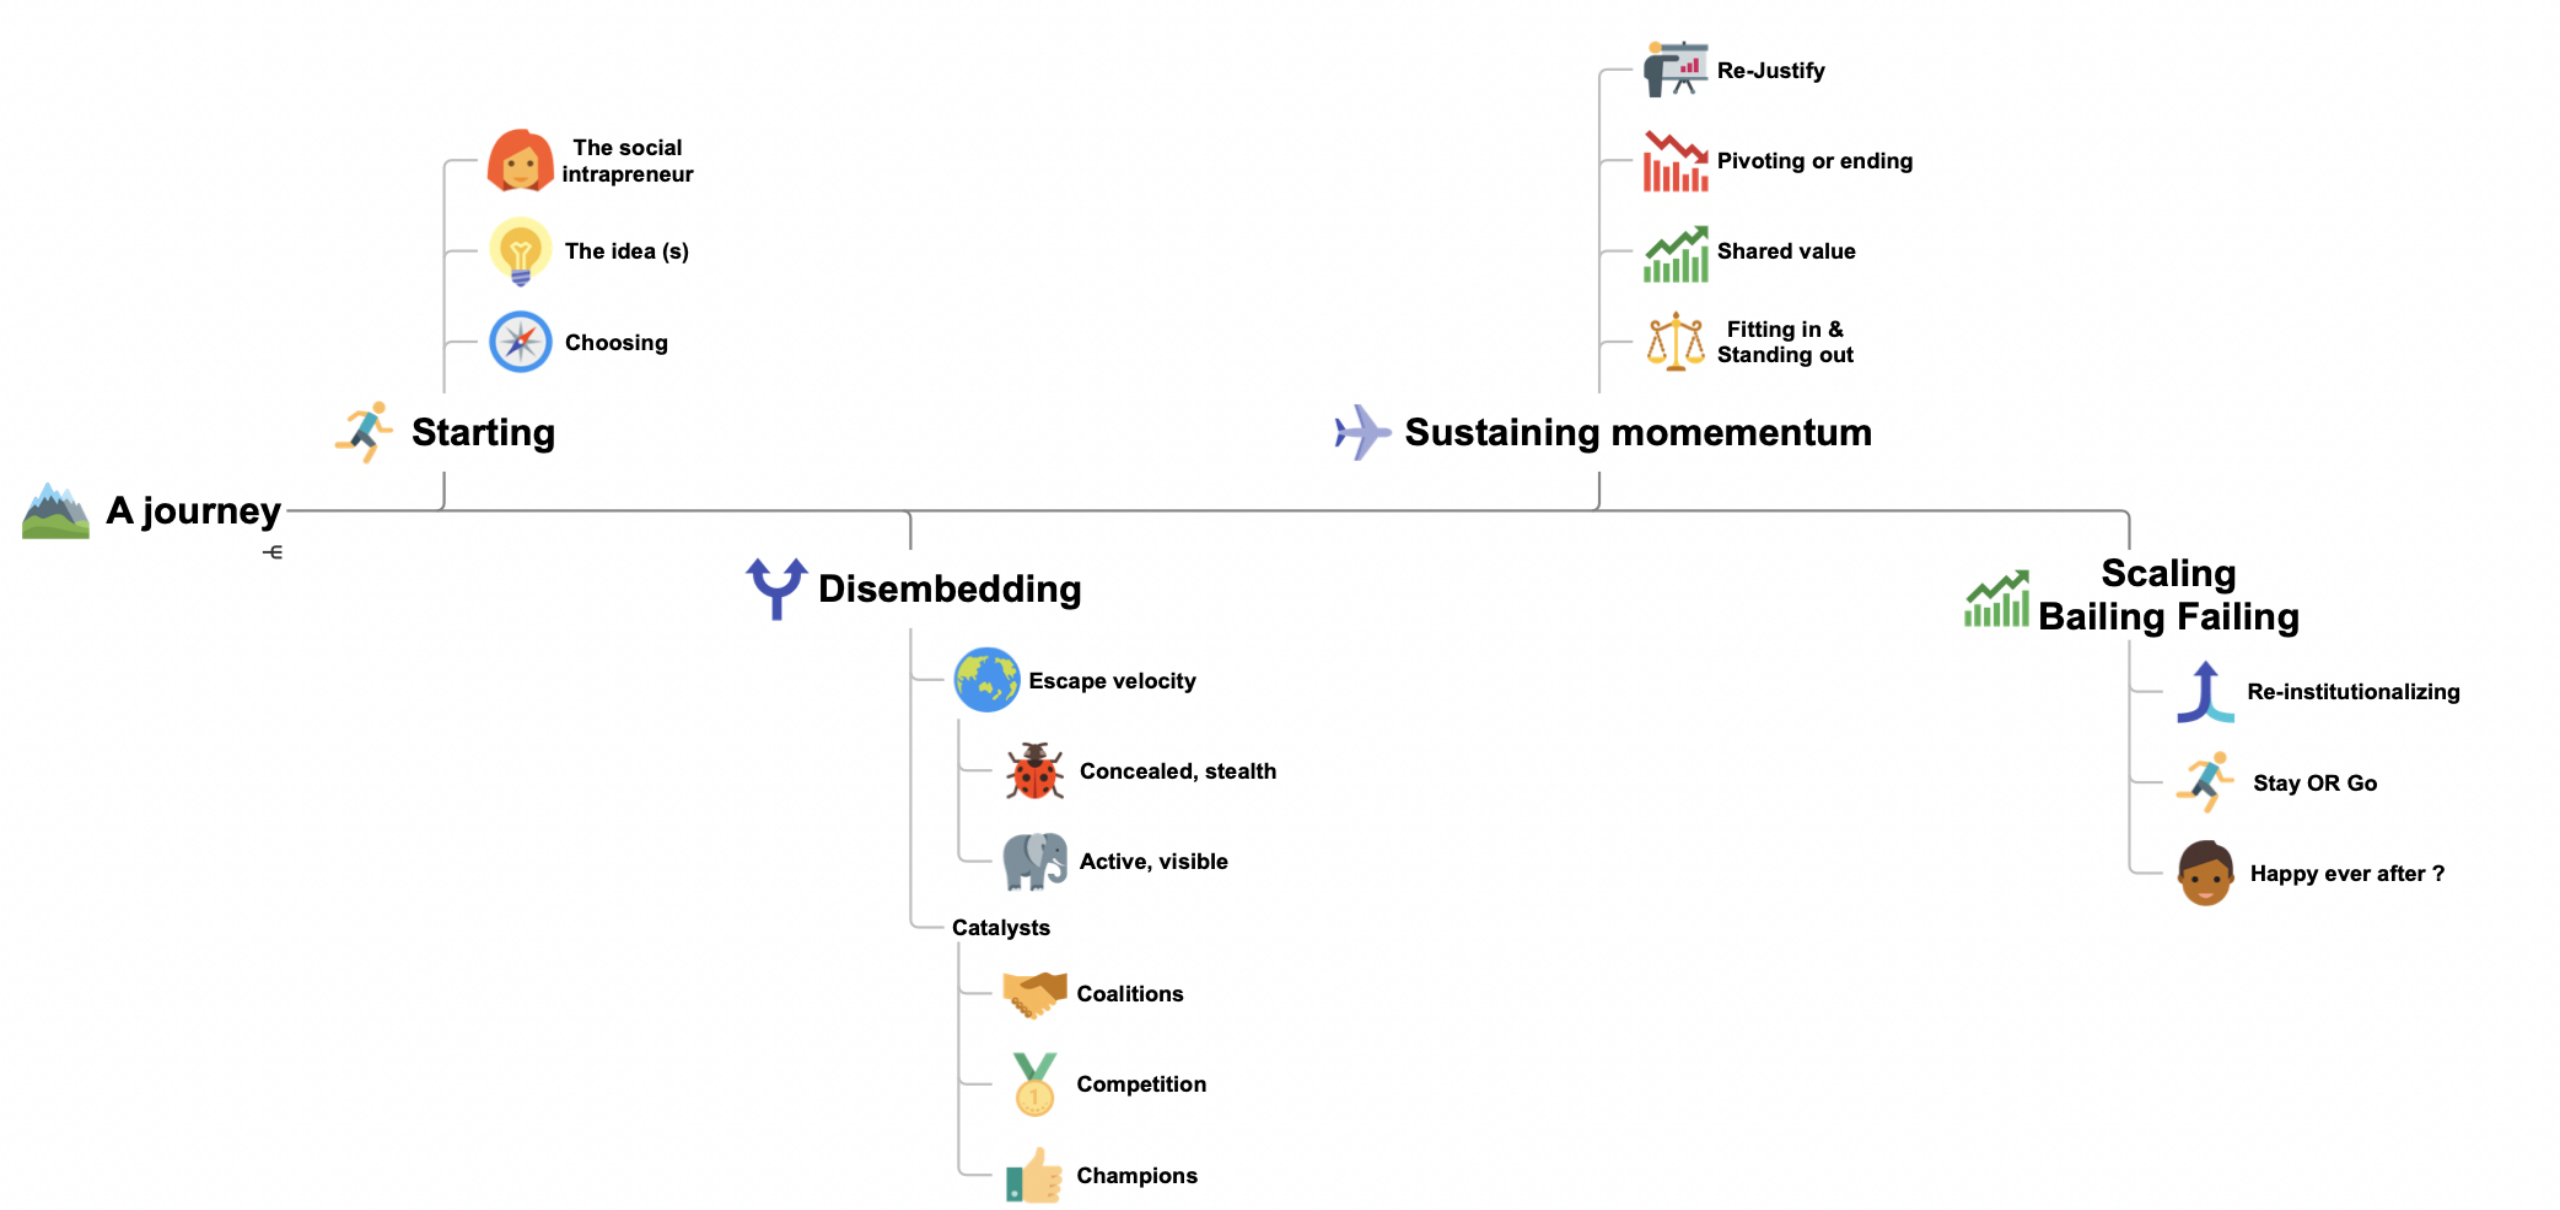 A journey
Starting
The social
intrapreneur
The idea (s)
Choosing
Disembedding
Escape velocity
Concealed, stealth
Active, visible
Catalysts
Coalitions
1
Competition
Champions
Sustaining momementum
Re-Justify
Pivoting or ending
Shared value
Fitting in &
Standing out
Scaling
Bailing Failing
Re-institutionalizing
Stay OR Go
Happy ever after ?